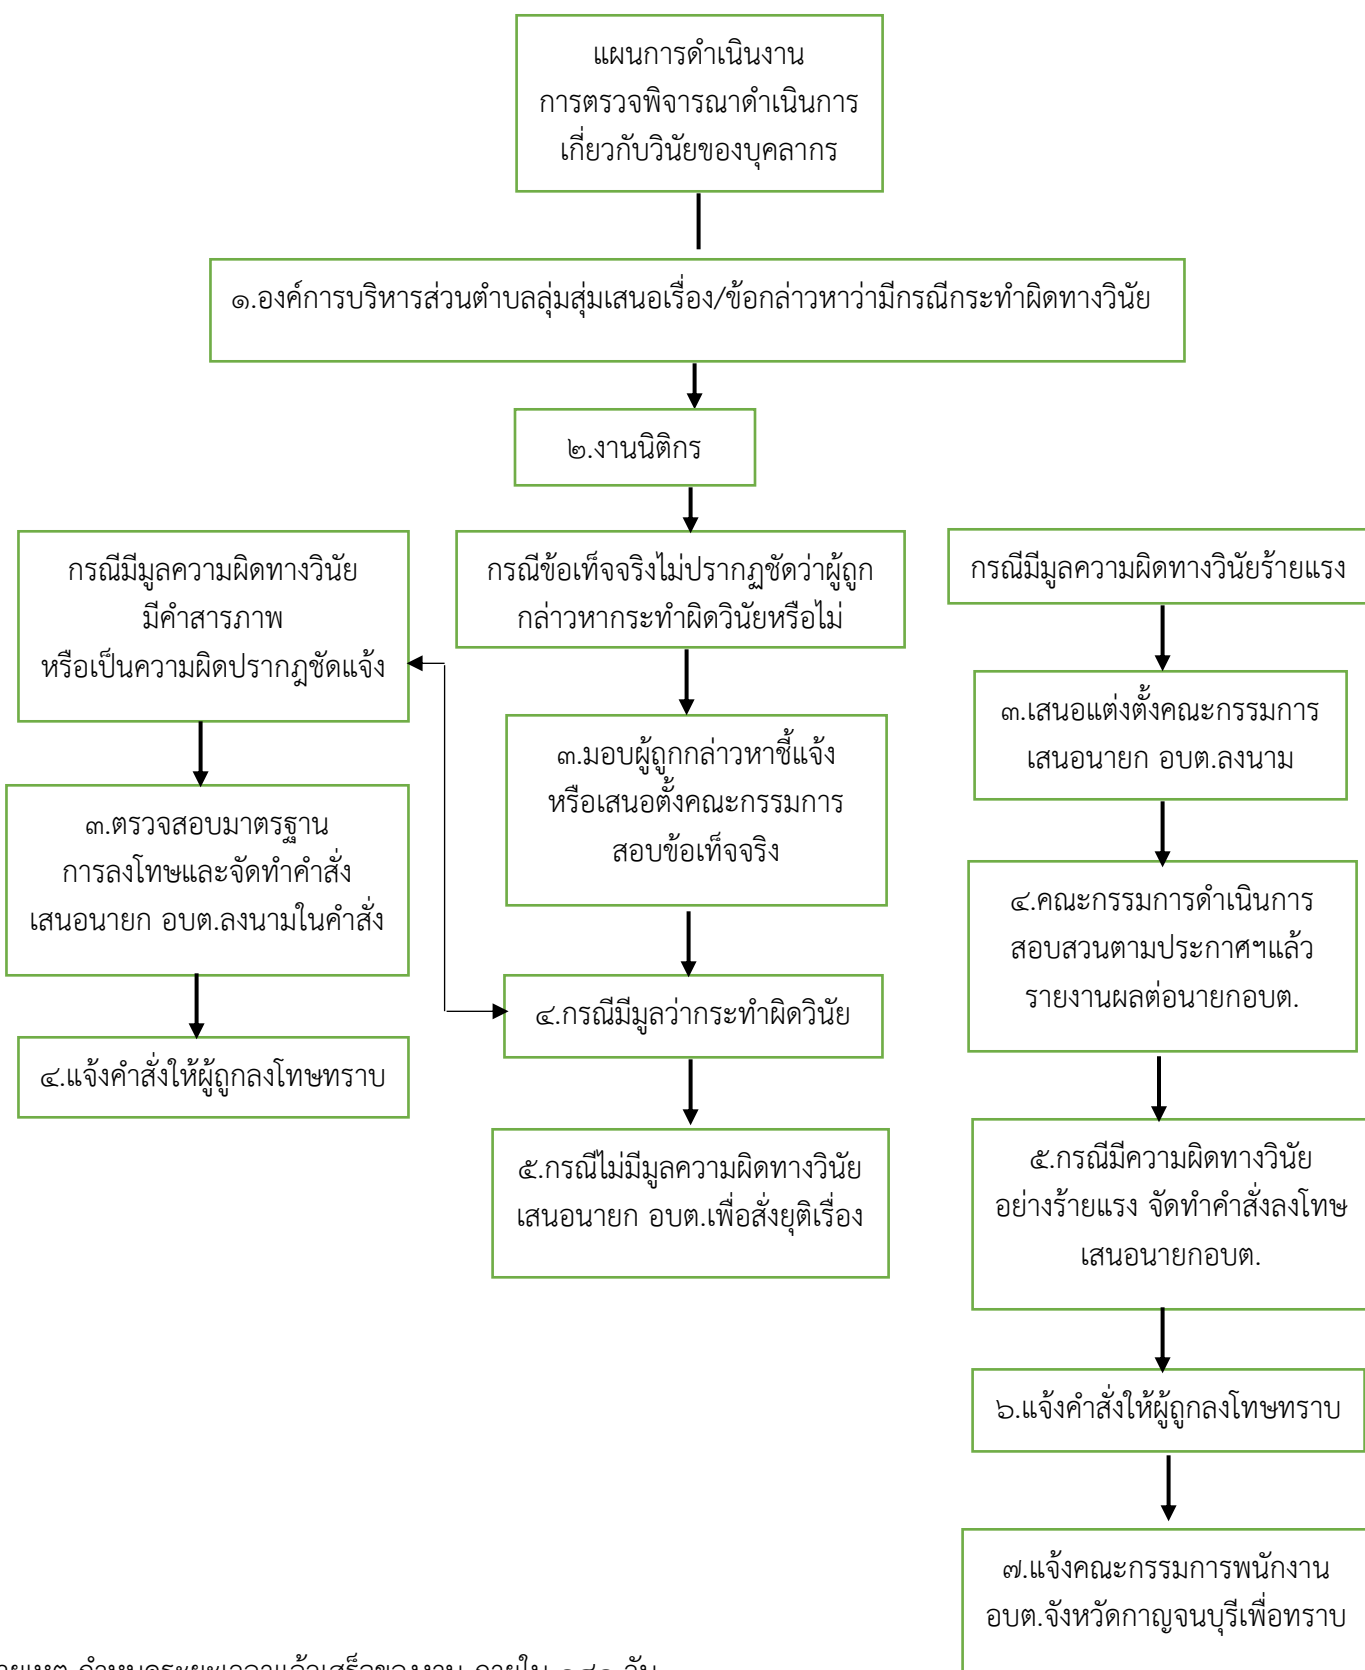 แผนการดำเนินงาน
การตรวจพิจารณาดำเนินการ
เกี่ยวกับวินัยของบุคลากร
๑.องค์การบริหารส่วนตำบลลุ่มสุ่มเสนอเรื่อง/ข้อกล่าวหาว่ามีกรณีกระทำผิดทางวินัย
๒.งานนิติกร
กรณีมีมูลความผิดทางวินัย
มีคำสารภาพ
หรือเป็นความผิดปรากฎชัดแจ้ง
๓.ตรวจสอบมาตรฐาน
การลงโทษและจัดทำคำสั่ง
เสนอนายก อบต.ลงนามในคำสั่ง
๔.แจ้งคำสั่งให้ผู้ถูกลงโทษทราบ
กรณีข้อเท็จจริงไม่ปรากฏชัดว่าผู้ถูก
กล่าวหากระทำผิดวินัยหรือไม่
๓.มอบผู้ถูกกล่าวหาชี้แจ้ง
หรือเสนอตั้งคณะกรรมการ
สอบข้อเท็จจริง
๔.กรณีมีมูลว่ากระทำผิดวินัย
๕.กรณีไม่มีมูลความผิดทางวินัย
เสนอนายก อบต.เพื่อสั่งยุติเรื่อง
กรณีมีมูลความผิดทางวินัยร้ายแรง
๓.เสนอแต่งตั้งคณะกรรมการ
เสนอนายก อบต.ลงนาม
๔.คณะกรรมการดำเนินการ
สอบสวนตามประกาศฯแล้ว
รายงานผลต่อนายกอบต.
๕.กรณีมีความผิดทางวินัย
อย่างร้ายแรง จัดทำคำสั่งลงโทษ
เสนอนายกอบต.
๖.แจ้งคำสั่งให้ผู้ถูกลงโทษทราบ
๗.แจ้งคณะกรรมการพนักงาน
อบต.จังหวัดกาญจนบุรีเพื่อทราบ
กำหนดระยะเวลาแล้วเสร็จของงาน ภายใน